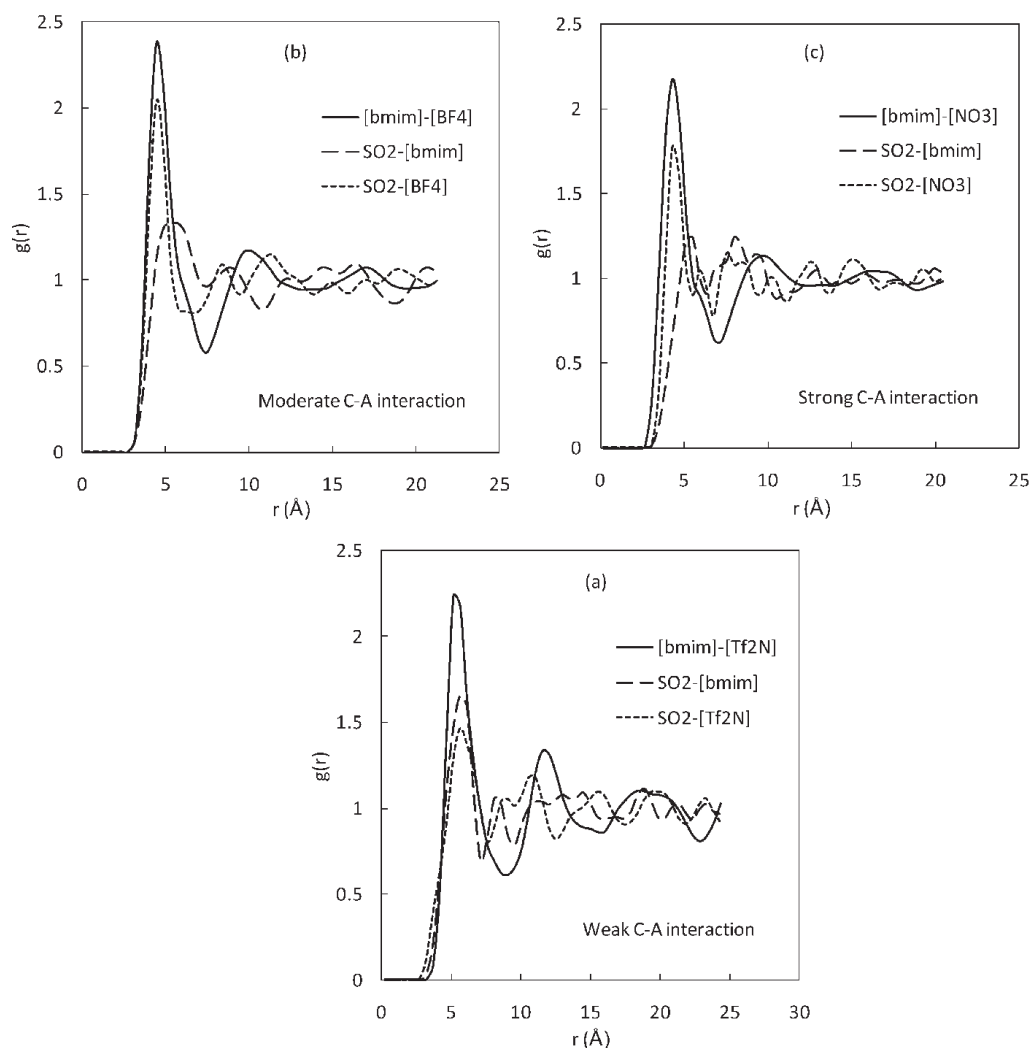 2.5
2
1.5
1
0.5
0
g(r)
(b)
[bmim]-[BF4]
SO2-[bmim]
SO2-[BF4]
Moderate C-A interaction
0 5 10 15 20 25
r (Å)
2.5
2
1.5
1
0.5
0
g(r)
(c)
[bmim]-[NO3]
SO2-[bmim]
SO2-[NO3]
Strong C-A interaction
0 5 10 15 20 25
r (Å)
2.5
2
1.5
1
0.5
0
g(r)
(a)
[bmim]-[Tf2N]
SO2-[bmim]
SO2-[Tf2N]
Weak C-A interaction
0 5 10 15 20 25 30
r (Å)